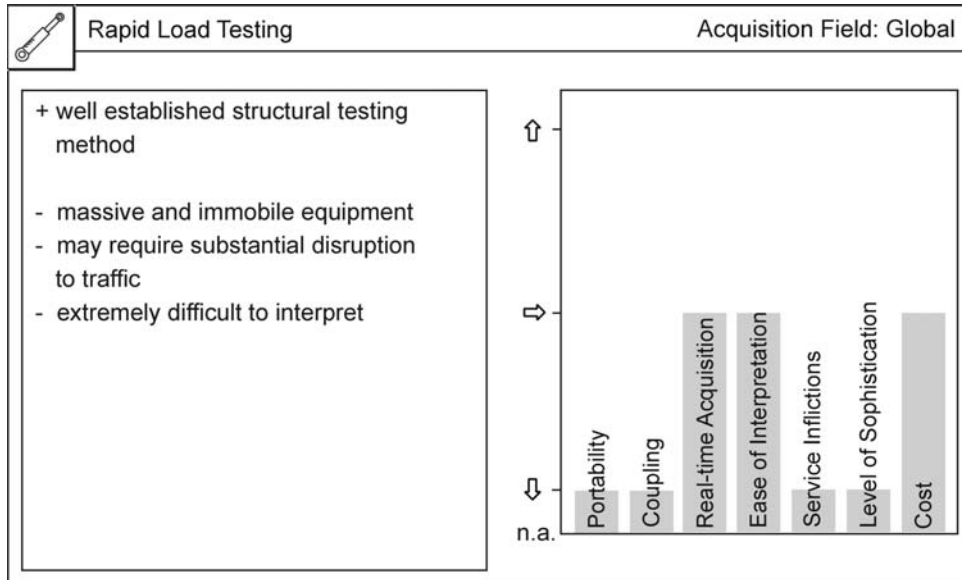 Rapid Load Testing
Acquisition Field: Global
+ well established structural testing
method
- massive and immobile equipment
- may require substantial disruption
to traffic
- extremely difficult to interpret
n.a.
Portability
Coupling
Real-time Acquisition
Ease of Interpretation
Service Inflictions
Level of Sophistication
Cost